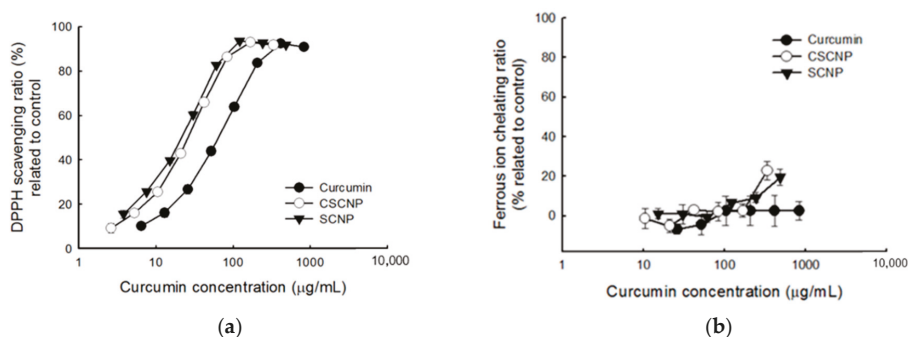 DPPH scavenging ratio (%)
related to control
100
80
60
40
20
0
1
10
100
1000
10,000
Curcumin
CSCNP
SCNP
Curcumin concentration (μg/mL)
(a)
Ferrous ion chelating ratio
(% related to control)
100
80
60
40
20
0
1
10
100
1000
10,000
Curcumin
CSCNP
SCNP
Curcumin concentration (μg/mL)
(b)